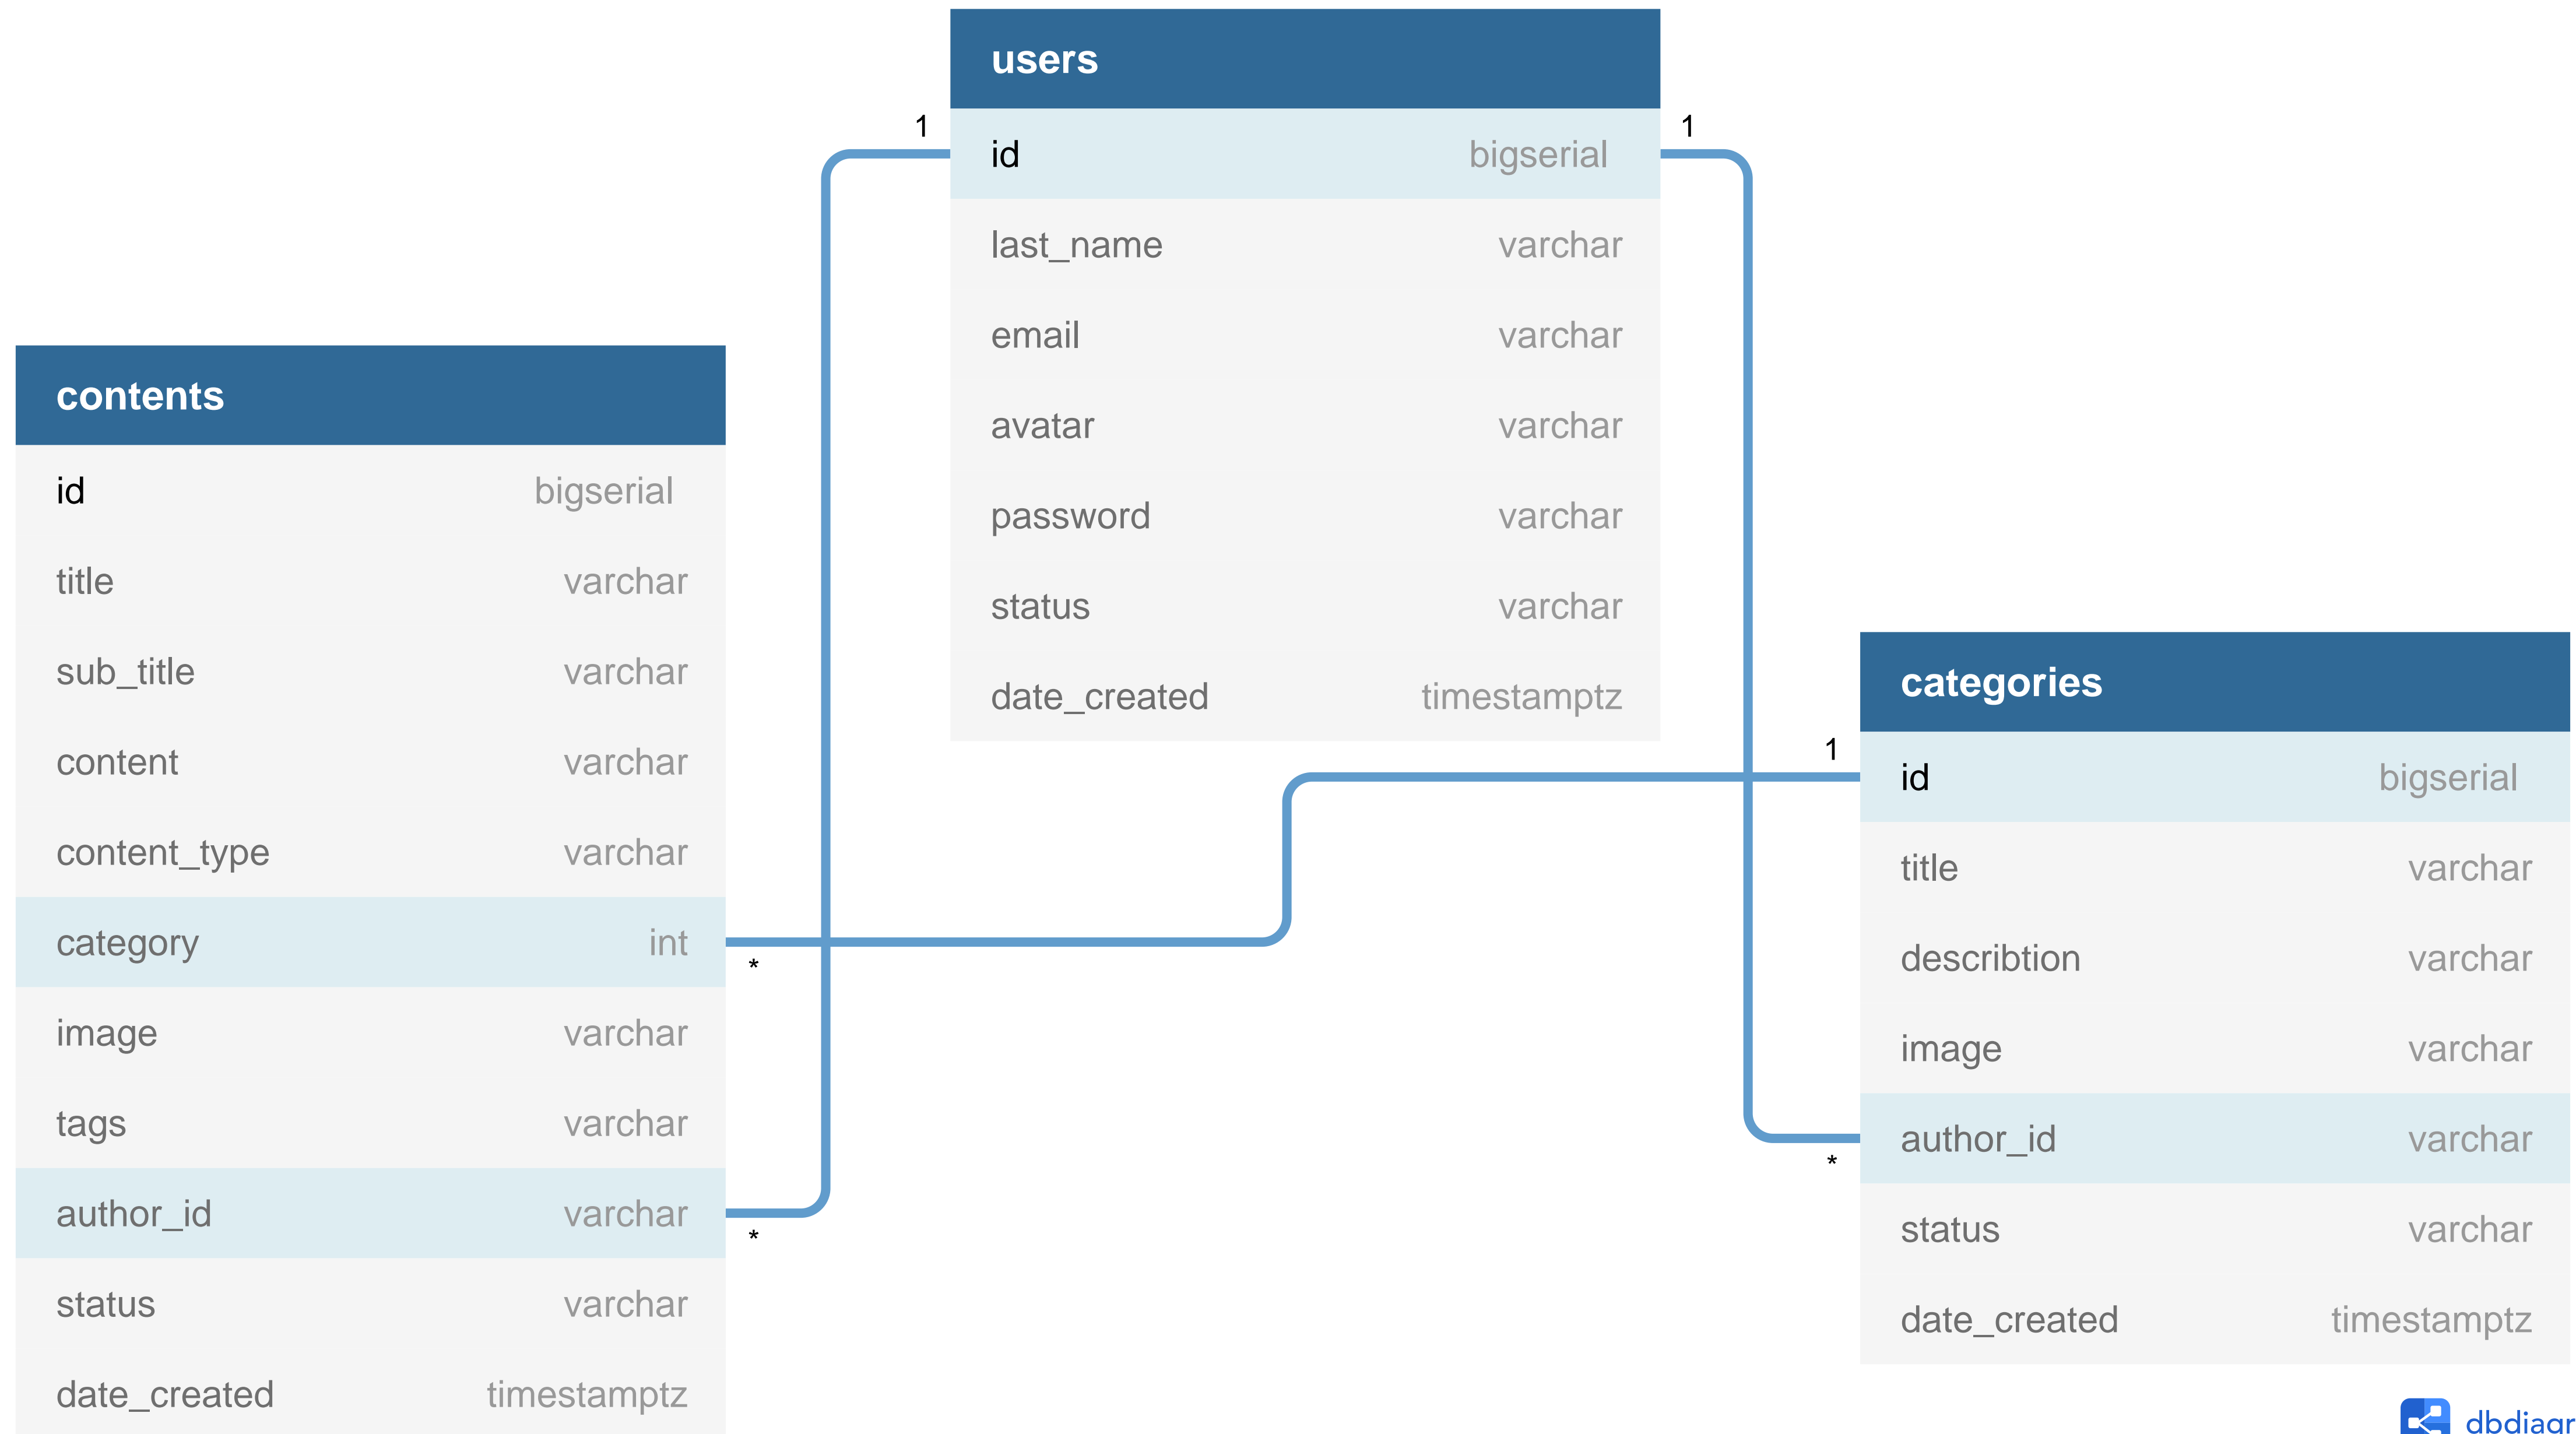 users
1
1
id bigserial
last_name varchar
email varchar
avatar varchar
password varchar
status varchar
date_created timestamptz
contents
id bigserial
title varchar
sub_title varchar
content varchar
content_type varchar
category int
*
image varchar
tags varchar
author_id varchar
*
status varchar
date_created timestamptz
categories
1
id bigserial
title varchar
describtion varchar
image varchar
author_id varchar
*
status varchar
date_created timestamptz
dbdiagr